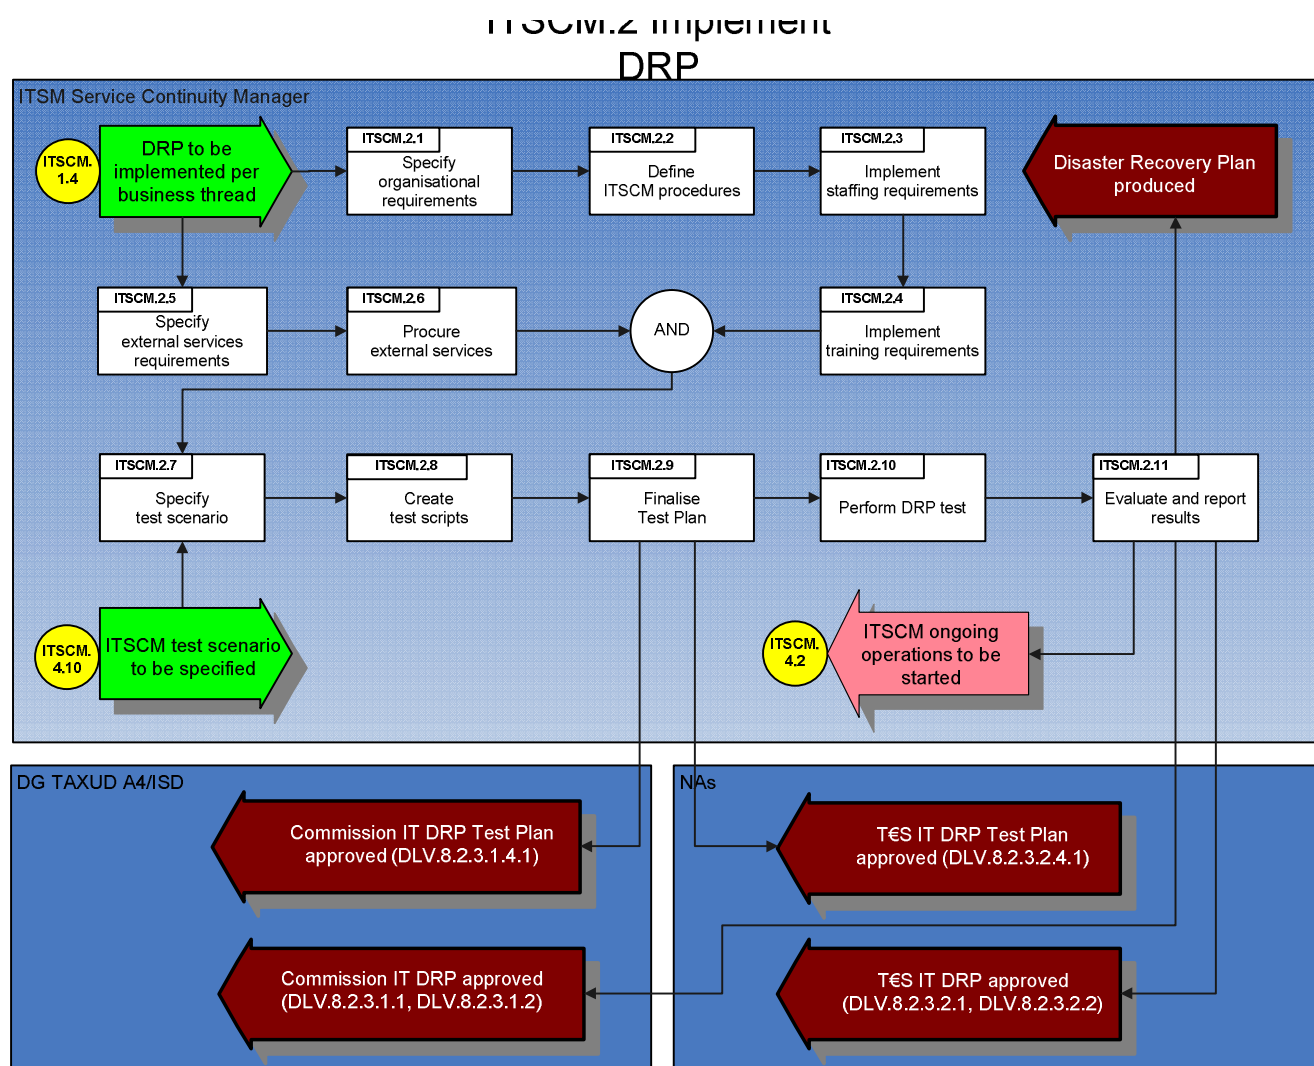 ITSCM.2 Implement
DRP
ITSM Service Continuity Manager
ITSCM.
1.4
DRP to be
implemented per
business thread
ITSCM.2.1
Specify
organisational
requirements
ITSCM.2.2
Define
ITSCM procedures
ITSCM.2.3
Implement
staffing requirements
Disaster Recovery Plan
produced
ITSCM.2.5
Specify
external services
requirements
ITSCM.2.6
Procure
external services
AND
ITSCM.2.4
Implement
training requirements
ITSCM.2.7
Specify
test scenario
ITSCM.2.8
Create
test scripts
ITSCM.2.9
Finalise
Test Plan
ITSCM.2.10
Perform DRP test
ITSCM.2.11
Evaluate and report
results
ITSCM.
4.10
ITSCM test scenario
to be specified
ITSCM.
4.2
ITSCM ongoing
operations to be
started
DG TAXUD A4/ISD
Commission IT DRP Test Plan
approved (DLV.8.2.3.1.4.1)
Commission IT DRP approved
(DLV.8.2.3.1.1, DLV.8.2.3.1.2)
NAs
T€S IT DRP Test Plan
approved (DLV.8.2.3.2.4.1)
T€S IT DRP approved
(DLV.8.2.3.2.1, DLV.8.2.3.2.2)